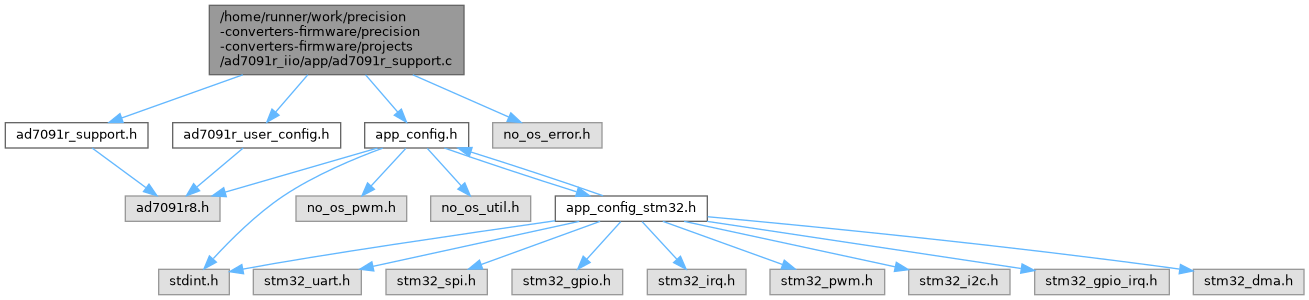 /home/runner/work/precision
-converters-firmware/precision
-converters-firmware/projects
/ad7091r_iio/app/ad7091r_support.c
ad7091r_support.h
ad7091r_user_config.h
app_config.h
no_os_error.h
ad7091r8.h
no_os_pwm.h
no_os_util.h
app_config_stm32.h
stdint.h
stm32_uart.h
stm32_spi.h
stm32_gpio.h
stm32_irq.h
stm32_pwm.h
stm32_i2c.h
stm32_gpio_irq.h
stm32_dma.h